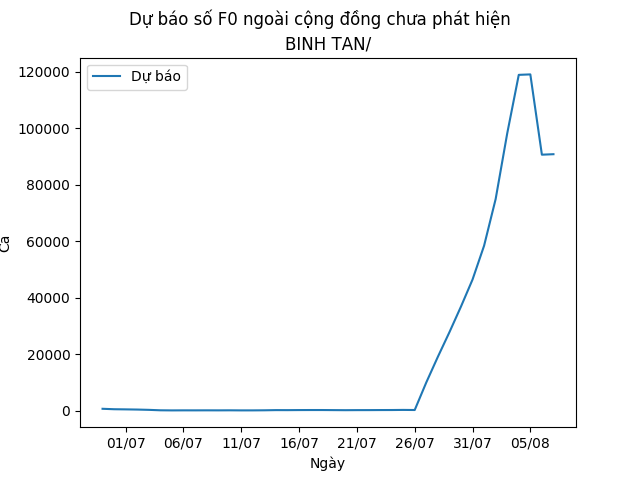 Dự báo số F0 ngoài cộng đồng chưa phát hiện
BINH TAN/
Dự báo
120000
100000
80000
60000
40000
20000
0
Ca
01/07 06/07 11/07 16/07 21/07 26/07 31/07 05/08
Ngày